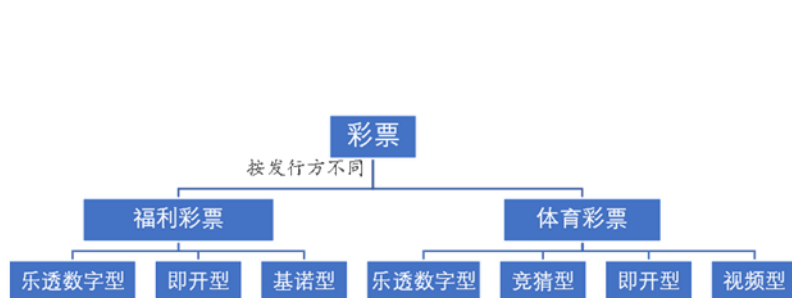 彩票
按发行方不同
福利彩票
体育彩票
乐透数字型
即开型
基诺型
乐透数字型
竞猜型
即开型
视频型